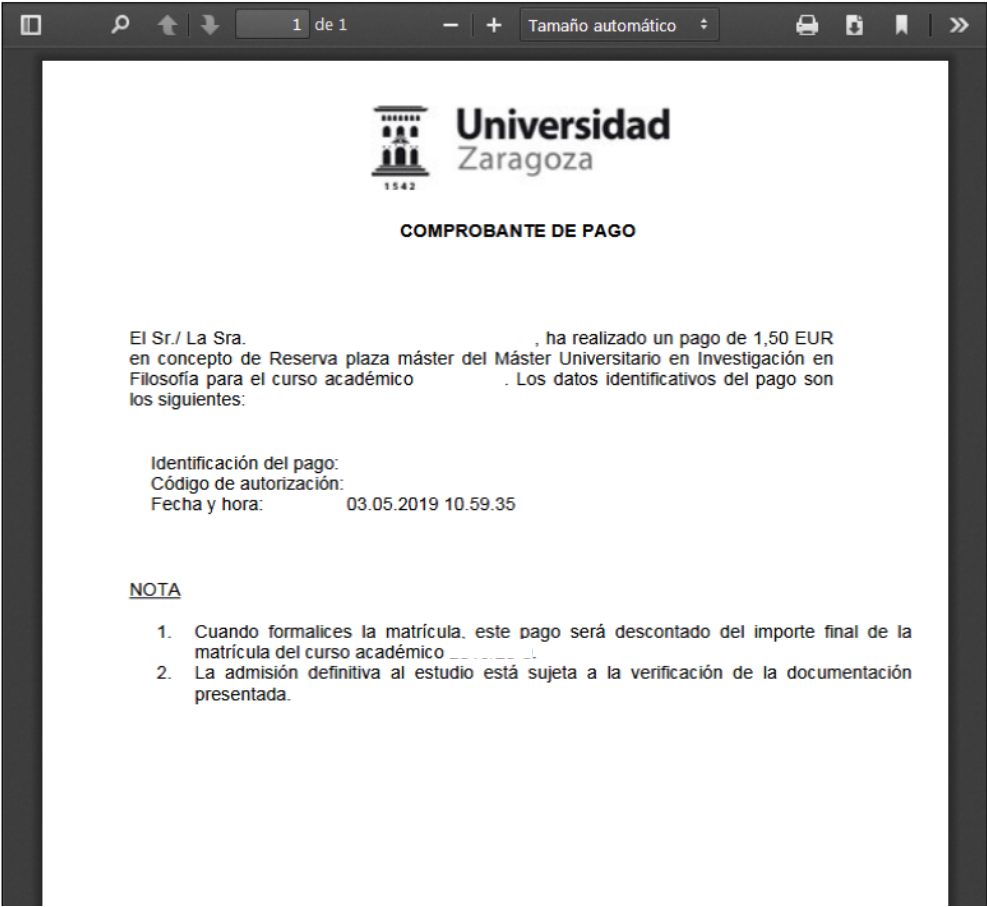 1 de 1
Tamaño automático
Universidad
Zaragoza
1542
COMPROBANTE DE PAGO
El Sr./ La Sra. , ha realizado un pago de 1,50 EUR
en concepto de Reserva plaza máster del Máster Universitario en Investigación en
Filosofía para el curso académico . Los datos identificativos del pago son
los siguientes:
Identificación del pago:
Código de autorización:
Fecha y hora: 03.05.2019 10.59.35
NOTA
1. Cuando formalices la matrícula, este pago será descontado del importe final de la
matrícula del curso académico
2. La admisión definitiva al estudio está sujeta a la verificación de la documentación
presentada.